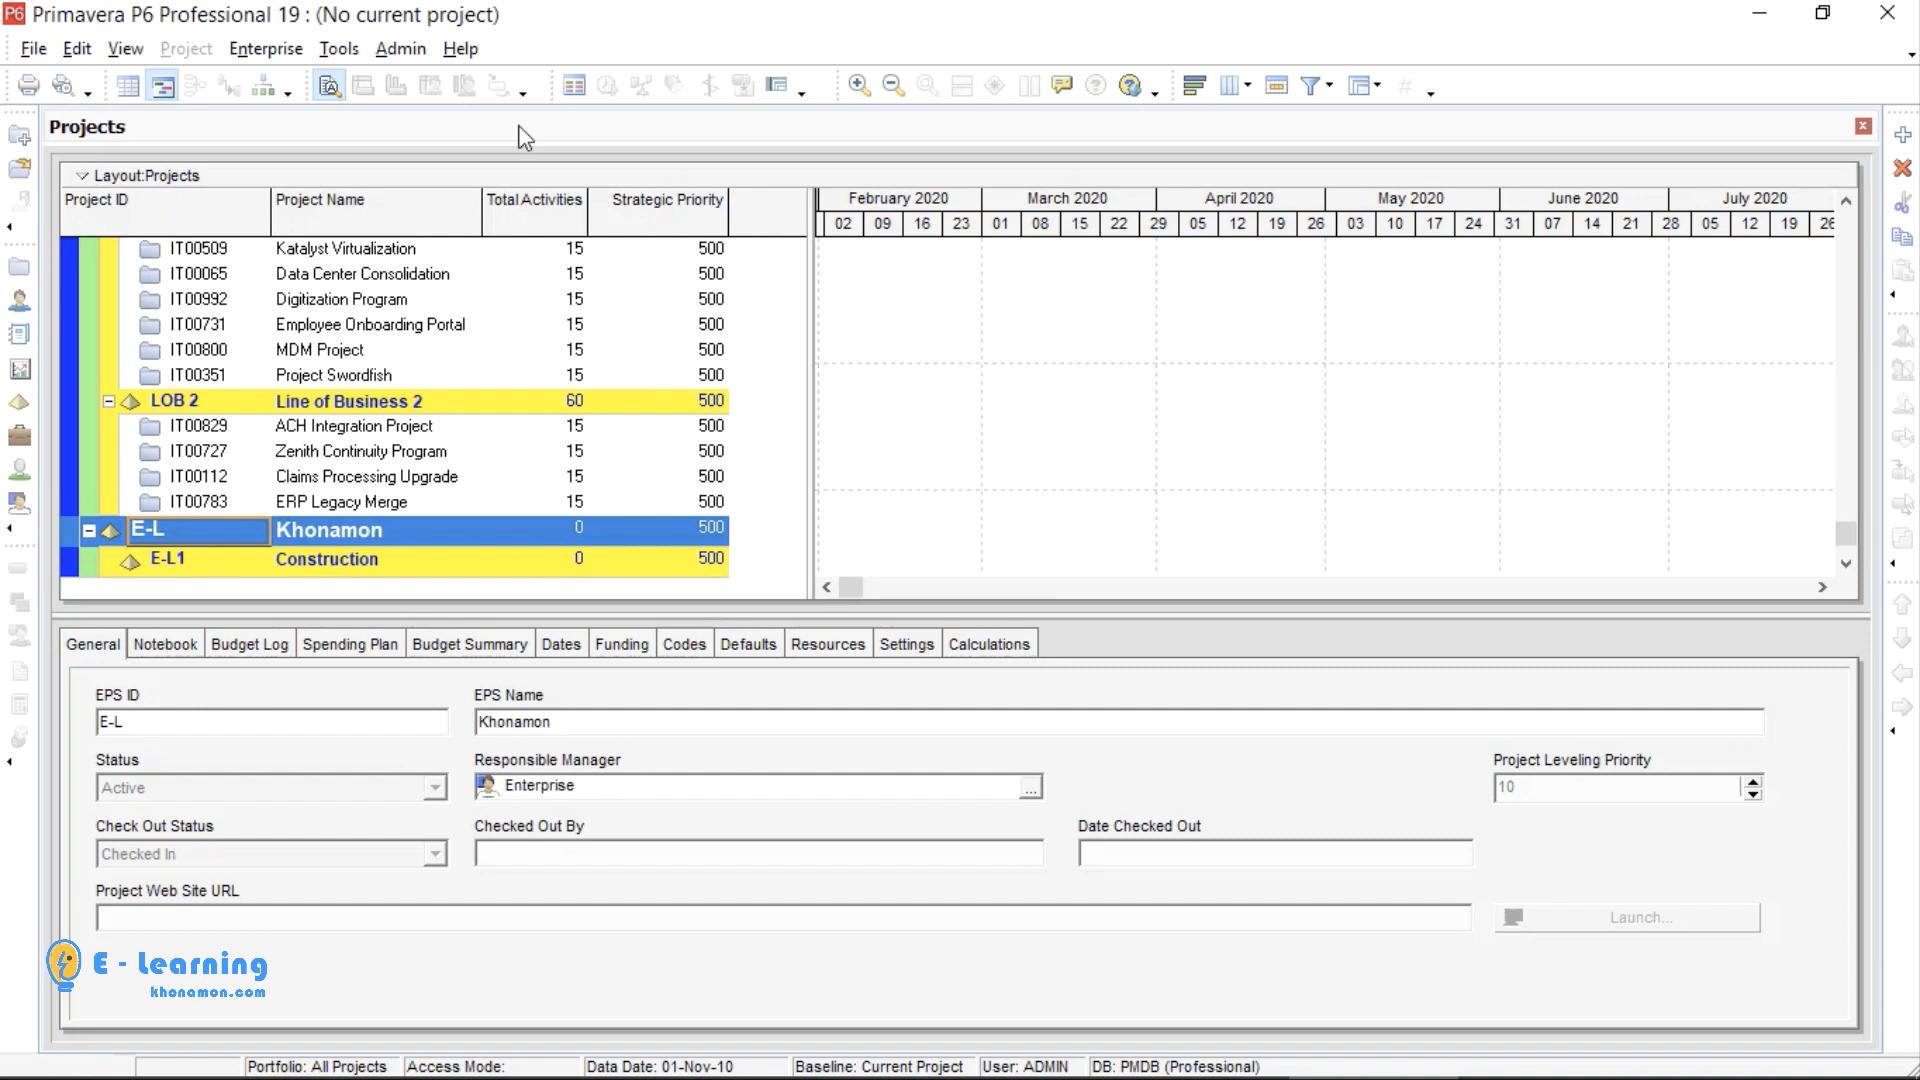 P6 Primavera P6 Professional 19 : (No current project)
File Edit View Project Enterprise Tools Admin Help
Projects
Layout:Projects
Project ID Project Name Total Activities Strategic Priority
February 2020 March 2020 April 2020 May 2020 June 2020 July 2020
02 09 16 23 01 08 15 22 29 05 12 19 26 03 10 17 24 31 07 14 21 28 05 12 19 26
IT00509 Katalyst Virtualization 15 500
IT00065 Data Center Consolidation 15 500
IT00992 Digitization Program 15 500
IT00731 Employee Onboarding Portal 15 500
IT00800 MDM Project 15 500
IT00351 Project Swordfish 15 500
LOB 2 Line of Business 2 60 500
IT00829 ACH Integration Project 15 500
IT00727 Zenith Continuity Program 15 500
IT00112 Claims Processing Upgrade 15 500
IT00783 ERP Legacy Merge 15 500
E-L Khonamon 0 500
E-L1 Construction 0 500
General Notebook Budget Log Spending Plan Budget Summary Dates Funding Codes Defaults Resources Settings Calculations
EPS ID EPS Name
E-L Khonamon
Status Responsible Manager Project Leveling Priority
Active Enterprise ... 10
Check Out Status Checked Out By Date Checked Out
Checked In
Project Web Site URL
Launch...
E - Learning
khonamon.com
Portfolio: All Projects Access Mode: Data Date: 01-Nov-10 Baseline: Current Project User: ADMIN DB: PMDB (Professional)